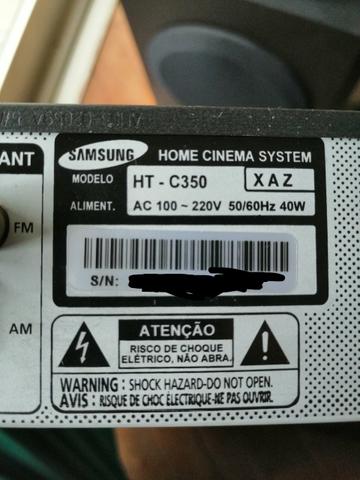 ANT
SAMSUNG HOME CINEMA SYSTEM
MODELO HT - C350 XAZ
ALIMENT. AC 100 ~ 220V 50/60Hz 40W
FM
S/N:
AM
ATENÇÃO
RISCO DE CHOQUE
ELÉTRICO, NÃO ABRA.
WARNING: SHOCK HAZARD-DO NOT OPEN.
AVIS: RISQUE DE CHOC ÉLECTRIQUE-NE PAS OUVRIR.